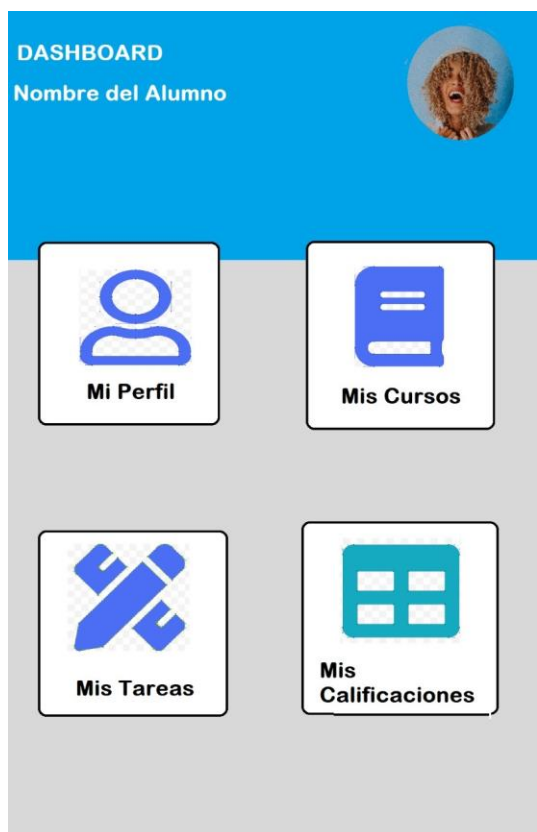 DASHBOARD
Nombre del Alumno
Mi Perfil
Mis Cursos
Mis Tareas
Mis
Calificaciones